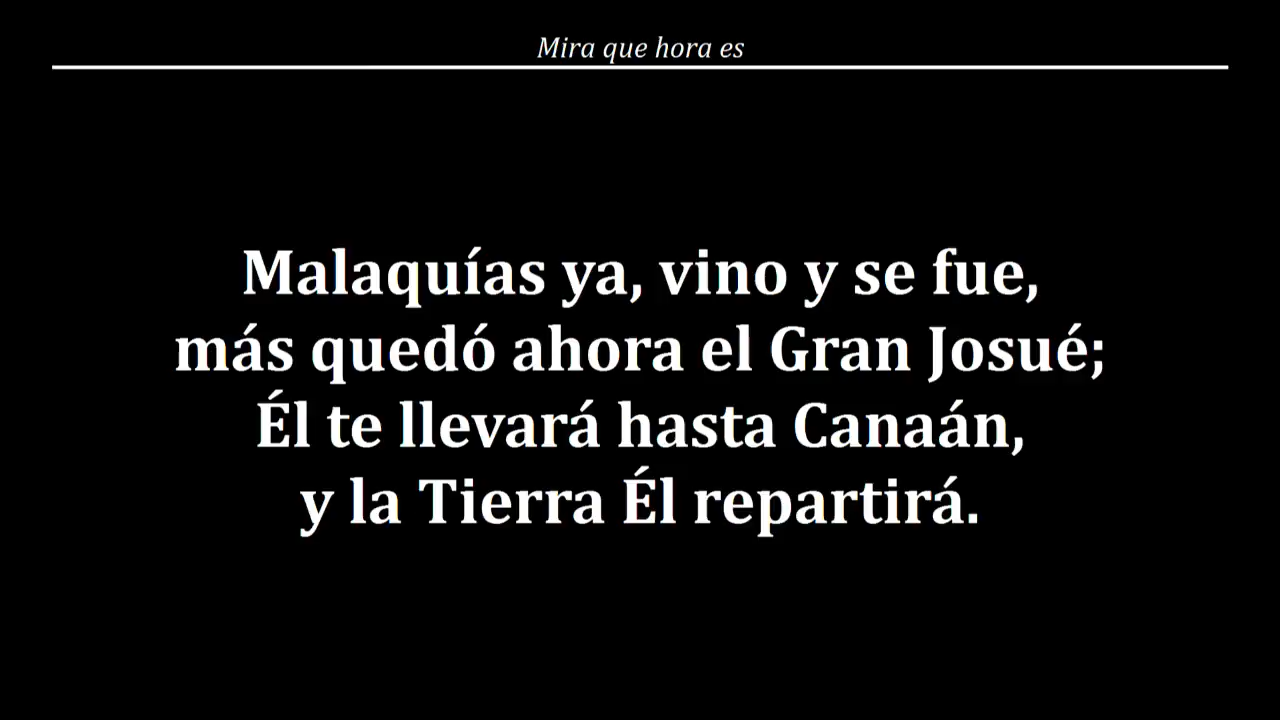 Mira que hora es
Malaquías ya, vino y se fue,
más quedó ahora el Gran Josué;
Él te llevará hasta Canaán,
y la Tierra Él repartirá.